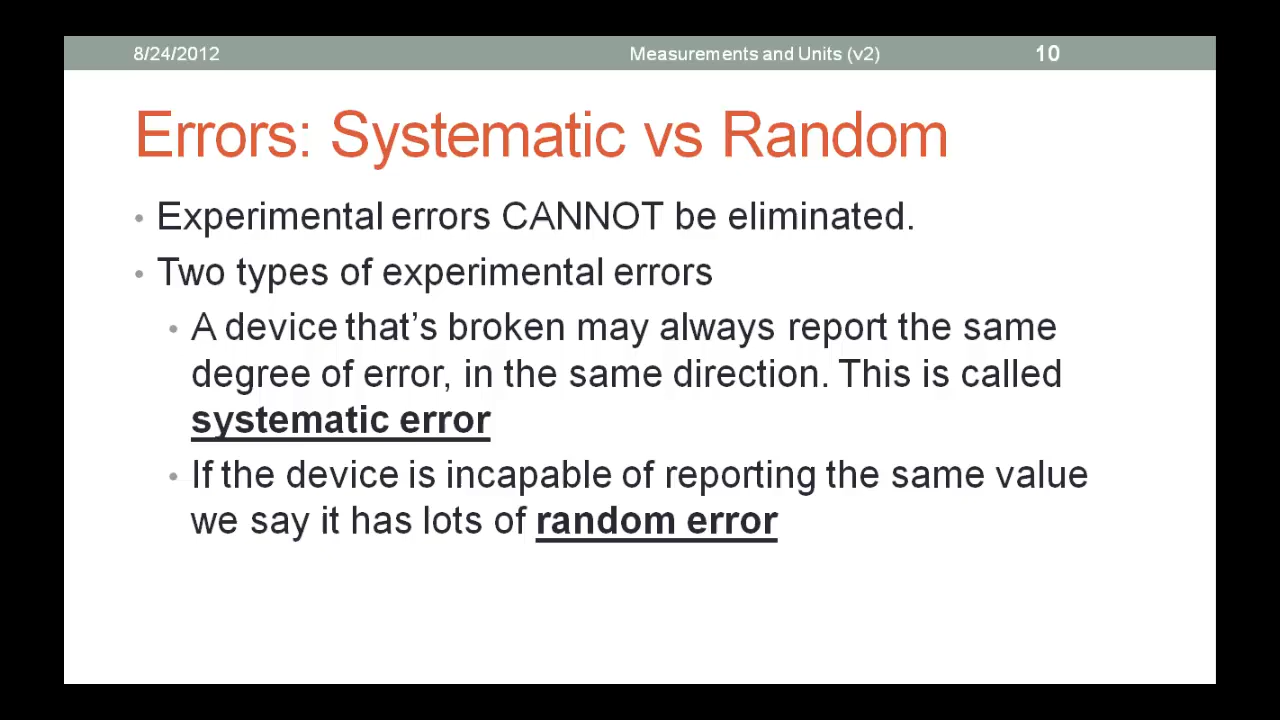 8/24/2012 Measurements and Units (v2) 10
Errors: Systematic vs Random
• Experimental errors CANNOT be eliminated.
• Two types of experimental errors
• A device that’s broken may always report the same
degree of error, in the same direction. This is called
systematic error
• If the device is incapable of reporting the same value
we say it has lots of random error